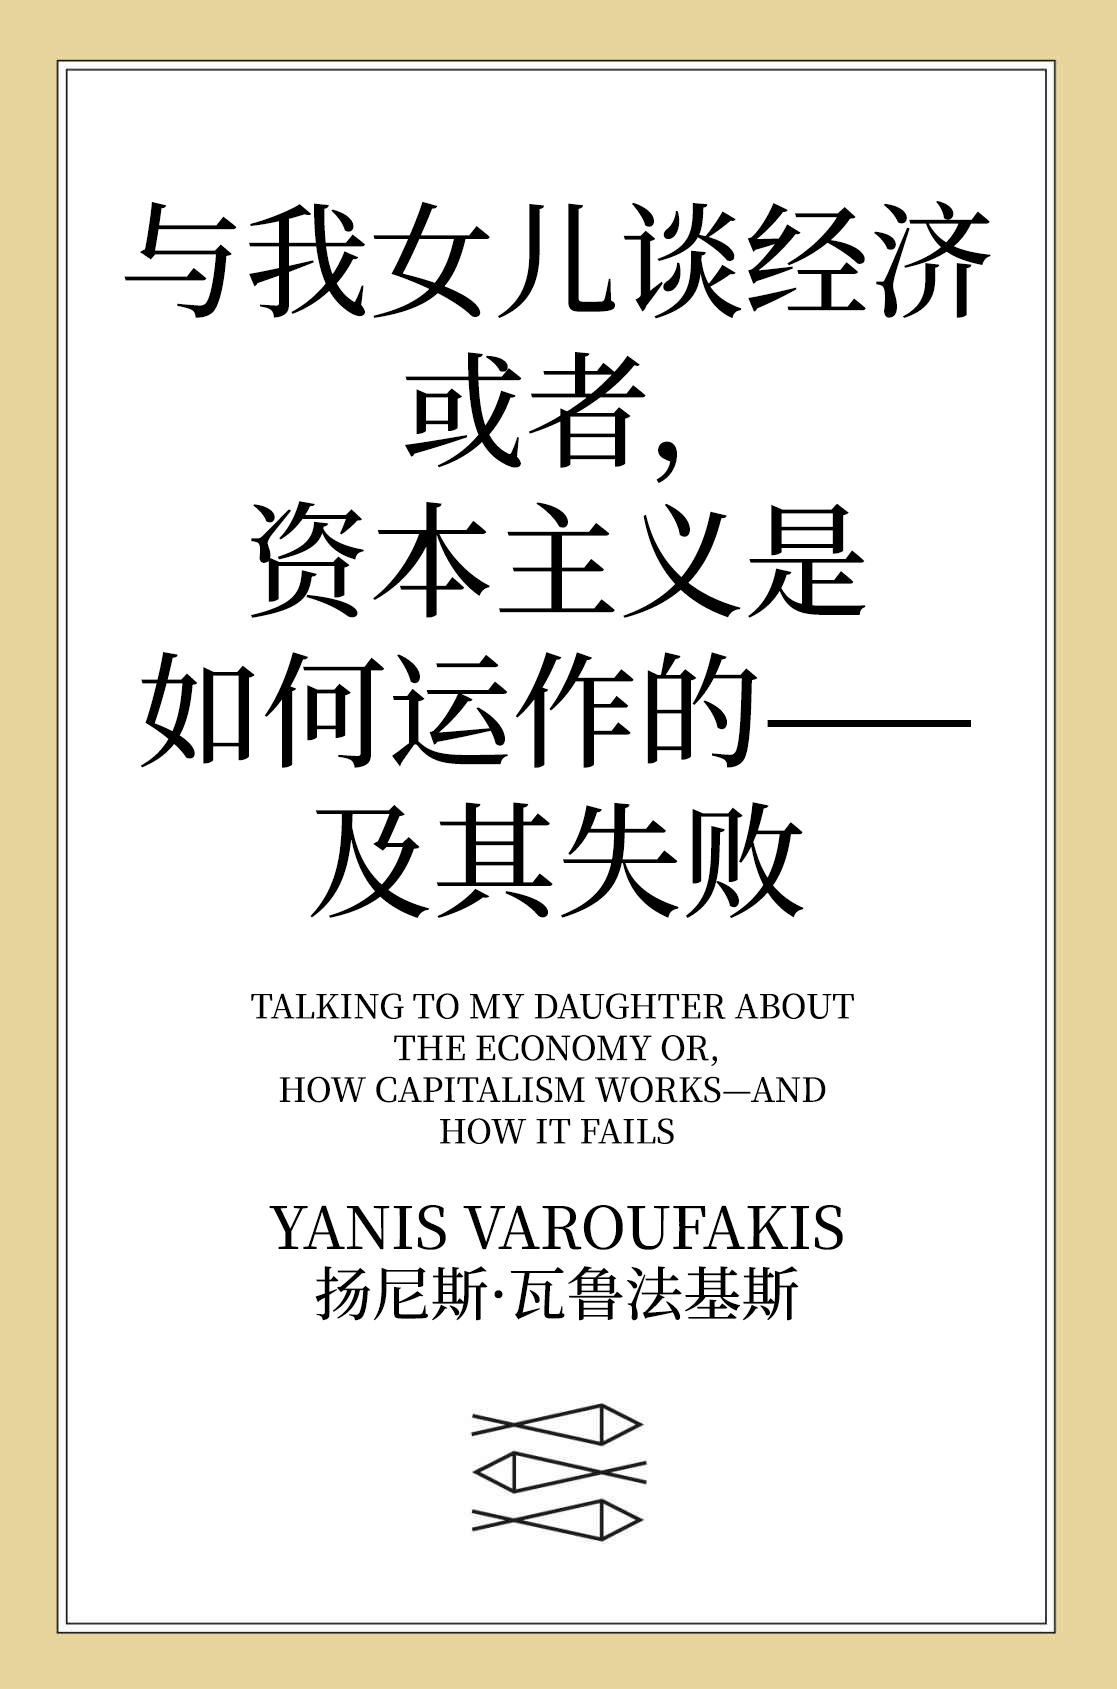 与我女儿谈经济
或者，
资本主义是
如何运作的——
及其失败
TALKING TO MY DAUGHTER ABOUT
THE ECONOMY OR,
HOW CAPITALISM WORKS—AND
HOW IT FAILS
YANIS VAROUFAKIS
扬尼斯·瓦鲁法基斯